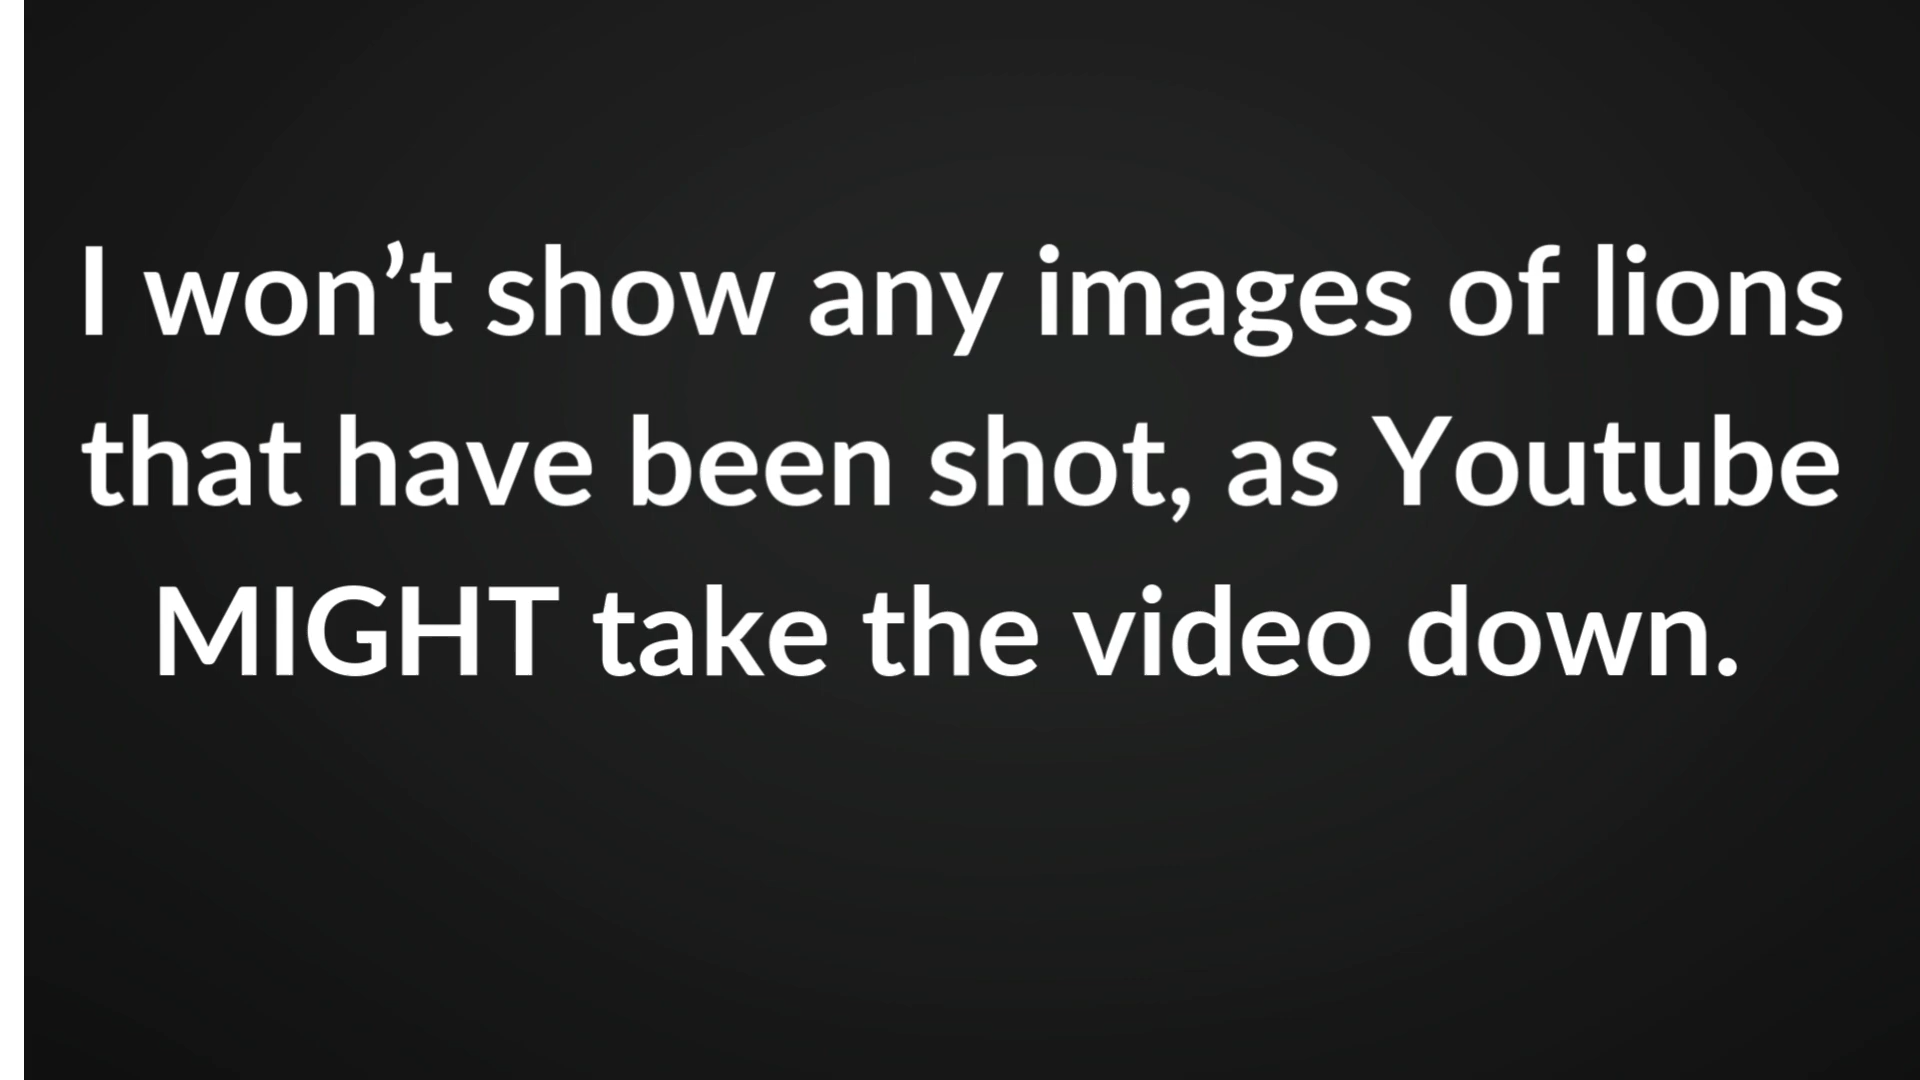 I won’t show any images of lions
that have been shot, as Youtube
MIGHT take the video down.